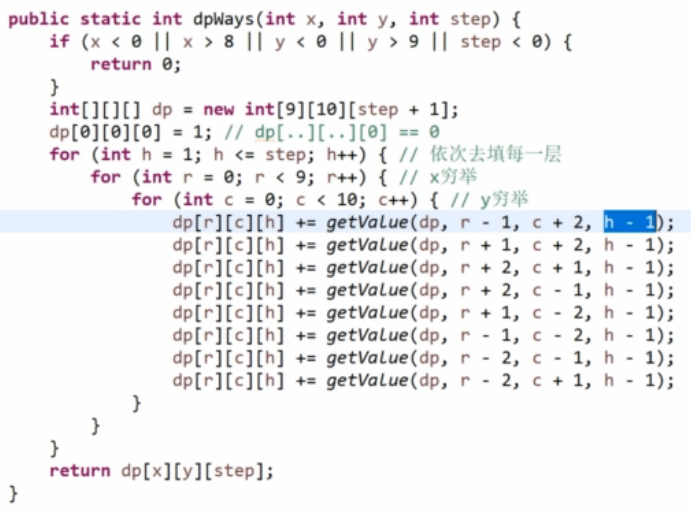 public static int dpWays(int x, int y, int step) {
    if (x < 0 || x > 8 || y < 0 || y > 9 || step < 0) {
        return 0;
    }
    int[][][] dp = new int[9][10][step + 1];
    dp[0][0][0] = 1; // dp[..][..][0] == 0
    for (int h = 1; h <= step; h++) { // 依次去填每一层
        for (int r = 0; r < 9; r++) { // x穷举
            for (int c = 0; c < 10; c++) { // y穷举
                dp[r][c][h] += getValue(dp, r - 1, c + 2, h - 1);
                dp[r][c][h] += getValue(dp, r + 1, c + 2, h - 1);
                dp[r][c][h] += getValue(dp, r + 2, c + 1, h - 1);
                dp[r][c][h] += getValue(dp, r + 2, c - 1, h - 1);
                dp[r][c][h] += getValue(dp, r + 1, c - 2, h - 1);
                dp[r][c][h] += getValue(dp, r - 1, c - 2, h - 1);
                dp[r][c][h] += getValue(dp, r - 2, c - 1, h - 1);
                dp[r][c][h] += getValue(dp, r - 2, c + 1, h - 1);
            }
        }
    }
    return dp[x][y][step];
}